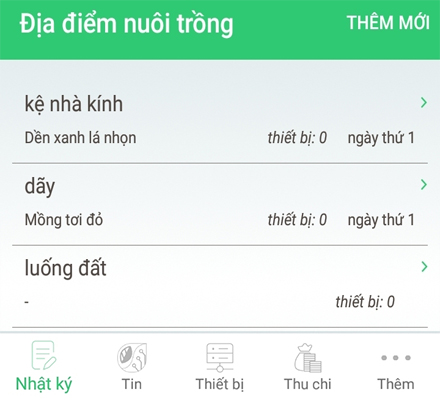 Địa điểm nuôi trồng THÊM MỚI
kệ nhà kính
Dền xanh lá nhọn thiết bị: 0 ngày thứ 1
dãy
Mồng tơi đỏ thiết bị: 0 ngày thứ 1
luống đất
- thiết bị: 0
Nhật ký Tin Thiết bị Thu chi Thêm